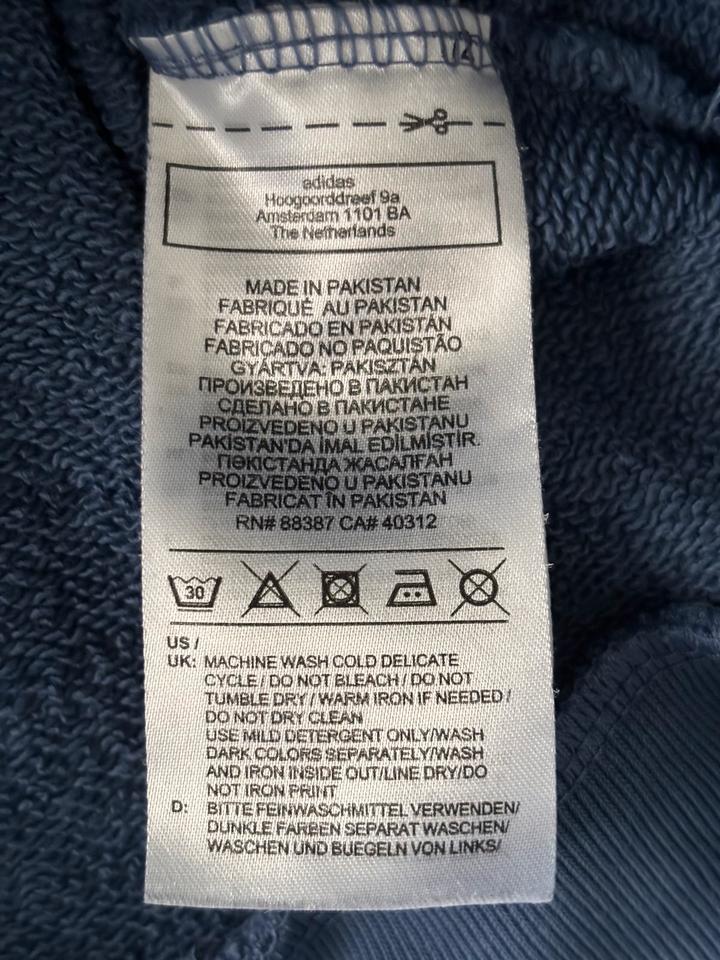 adidas
Hoogoorddreef 9a
Amsterdam 1101 BA
The Netherlands
MADE IN PAKISTAN
FABRIQUÉ AU PAKISTAN
FABRICADO EN PAKISTÁN
FABRICADO NO PAQUISTÃO
GYÁRTVA: PAKISZTÁN
ПРОИЗВЕДЕНО В ПАКИСТАН
СДЕЛАНО В ПАКИСТАНЕ
PROIZVEDENO U PAKISTANU
PAKİSTAN'DA İMAL EDİLMİSTİR.
ПӘКІСТАНДА ЖАСАЛҒАН
PROIZVEDENO U PAKISTANU
FABRICAT ÎN PAKISTAN
RN# 88387 CA# 40312
30
US /
UK: MACHINE WASH COLD DELICATE
CYCLE / DO NOT BLEACH / DO NOT
TUMBLE DRY / WARM IRON IF NEEDED /
DO NOT DRY CLEAN
USE MILD DETERGENT ONLY/WASH
DARK COLORS SEPARATELY/WASH
AND IRON INSIDE OUT/LINE DRY/DO
NOT IRON PRINT
D: BITTE FEINWASCHMITTEL VERWENDEN/
DUNKLE FARBEN SEPARAT WASCHEN/
WASCHEN UND BUEGELN VON LINKS/